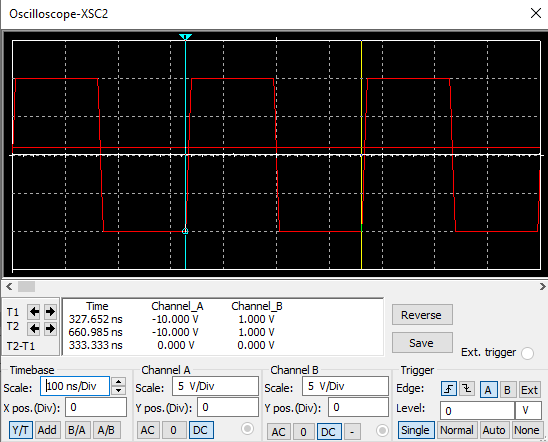 Oscilloscope-XSC2
T1
T2
T2-T1
Time Channel_A Channel_B
327.652 ns -10.000 V 1.000 V
660.985 ns -10.000 V 1.000 V
333.333 ns 0.000 V 0.000 V
Reverse
Save
Ext. trigger
Timebase
Scale: 100 ns/Div
X pos.(Div): 0
Y/T Add B/A A/B
Channel A
Scale: 5 V/Div
Y pos.(Div): 0
AC 0 DC
Channel B
Scale: 5 V/Div
Y pos.(Div): 0
AC 0 DC -
Trigger
Edge: A B Ext
Level: 0 V
Single Normal Auto None